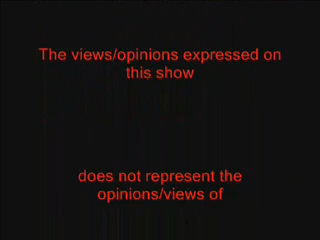 The views/opinions expressed on
this show
does not represent the
opinions/views of